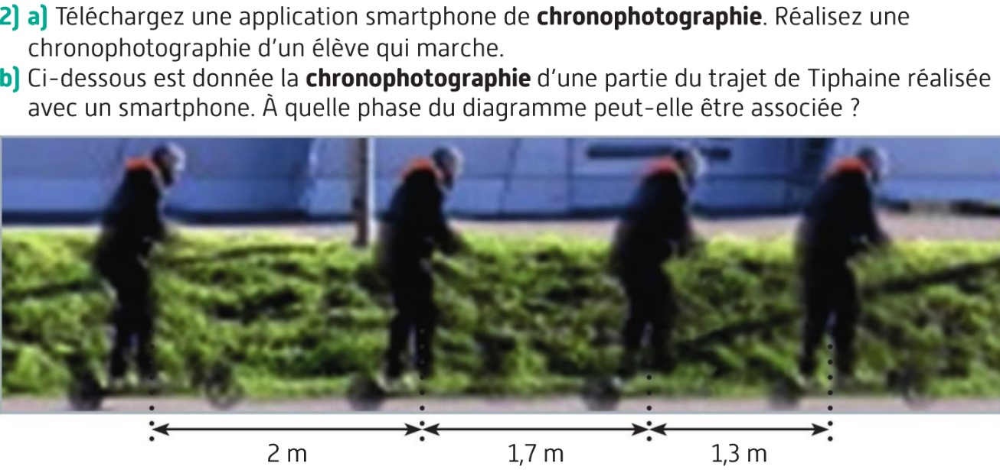 2) a) Téléchargez une application smartphone de chronophotographie. Réalisez une
chronophotographie d'un élève qui marche.
b) Ci-dessous est donnée la chronophotographie d'une partie du trajet de Tiphaine réalisée
avec un smartphone. À quelle phase du diagramme peut-elle être associée ?
2 m 1,7 m 1,3 m